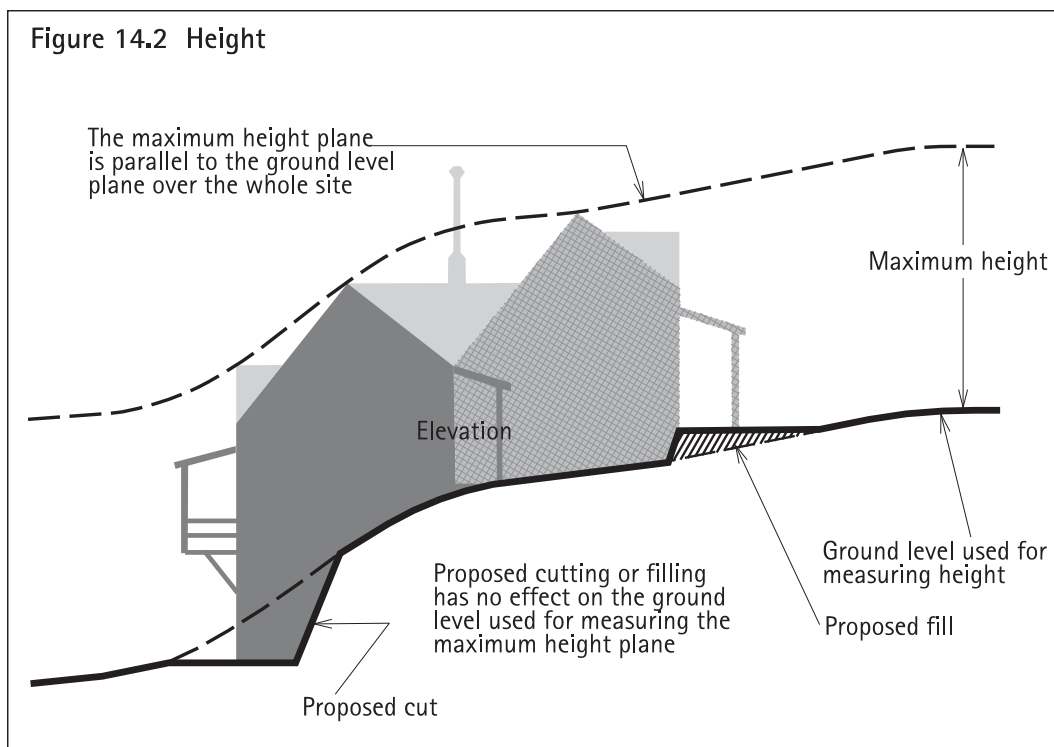 Figure 14.2 Height
The maximum height plane
is parallel to the ground level
plane over the whole site
Maximum height
Elevation
Ground level used for
measuring height
Proposed cutting or filling
has no effect on the ground
level used for measuring the
maximum height plane
Proposed fill
Proposed cut